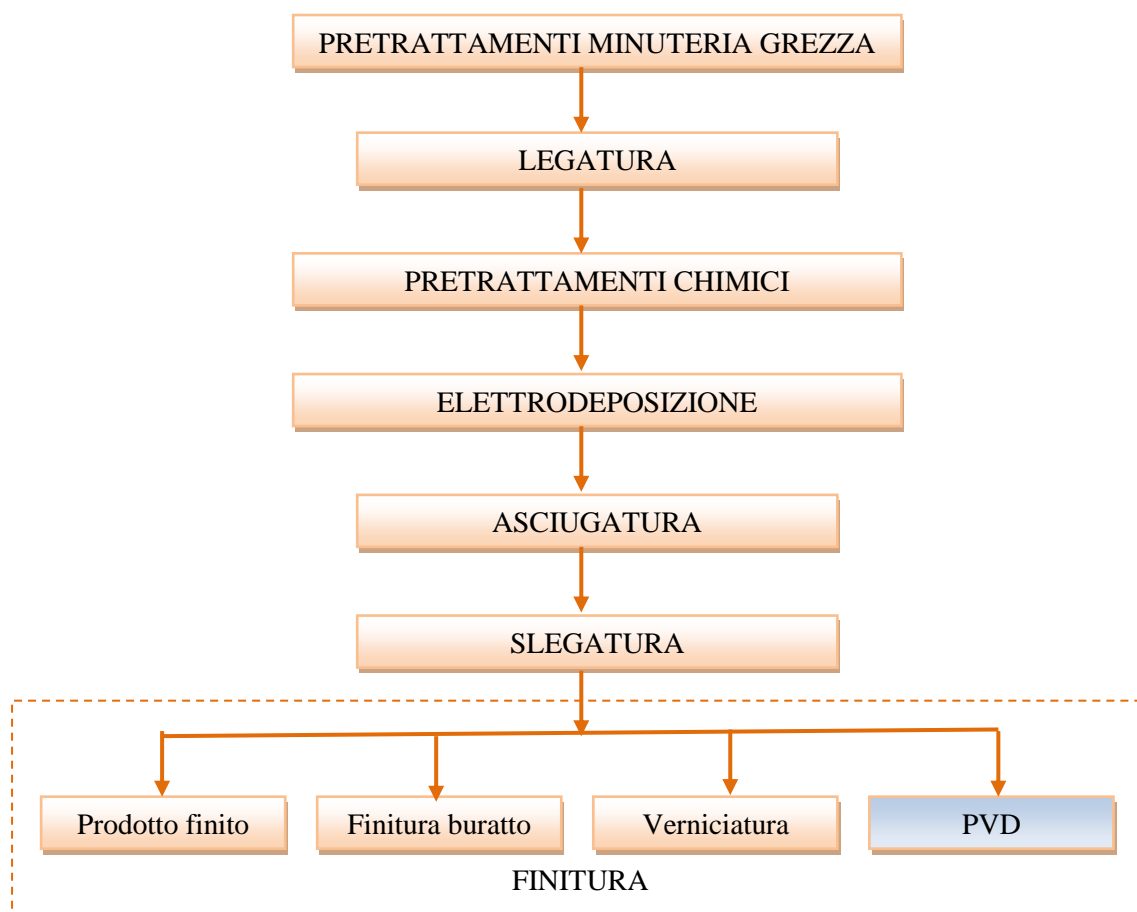 PRETRATTAMENTI MINUTERIA GREZZA
LEGATURA
PRETRATTAMENTI CHIMICI
ELETTRODEPOSIZIONE
ASCIUGATURA
SLEGATURA
Prodotto finito
Finitura buratto
Verniciatura
PVD
FINITURA